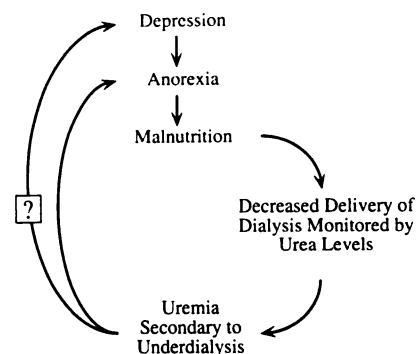 Depression
Anorexia
Malnutrition
?
Decreased Delivery of
Dialysis Monitored by
Urea Levels
Uremia
Secondary to
Underdialysis